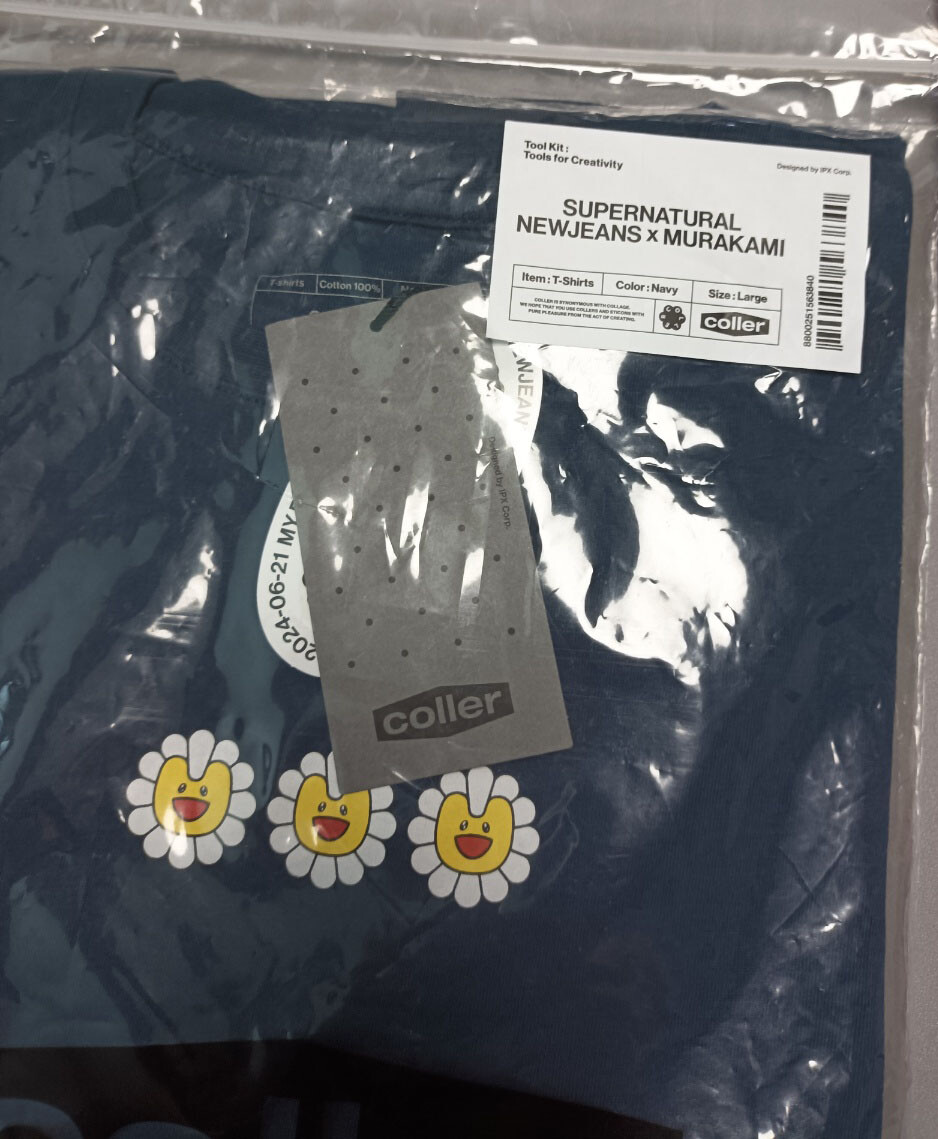 Tool Kit :
Tools for Creativity
Designed by IPX Corp.
SUPERNATURAL
NEWJEANS x MURAKAMI
Item : T-Shirts
Color : Navy
Size : Large
COLLER IS SYNONYMOUS WITH COLLAGE.
WE HOPE THAT YOU USE COLLERS AND ETICONS WITH
PURE PLEASURE FROM THE ACT OF CREATING.
coller
8800251563840
T-shirts
Cotton 100%
WJEAN
Designed by IPX Corp.
2024-06-21 MY
coller